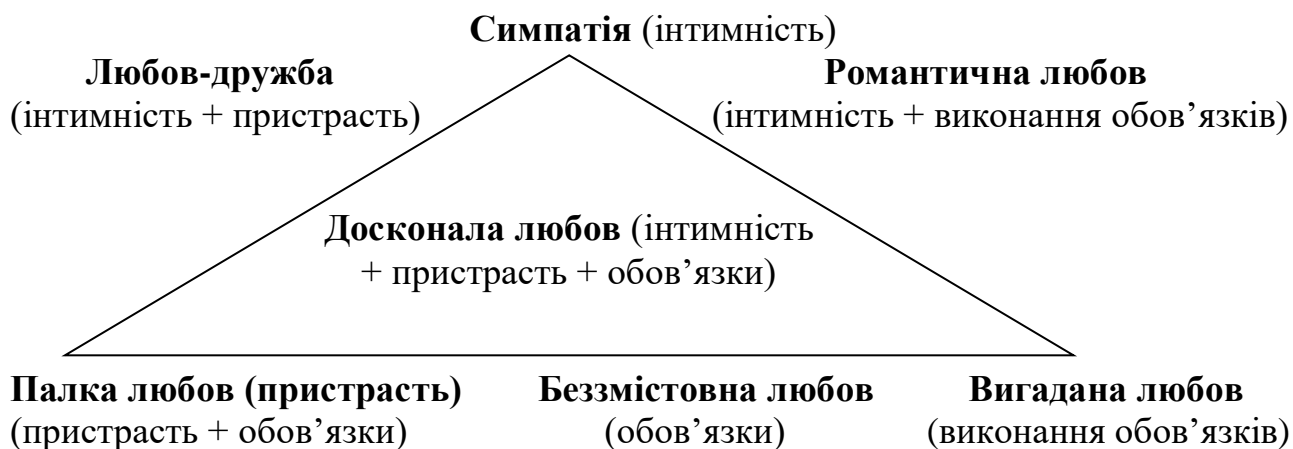 Симпатія (інтимність)
Любов-дружба
(інтимність + пристрасть)
Романтична любов
(інтимність + виконання обов’язків)
Досконала любов (інтимність
+ пристрасть + обов’язки)
Палка любов (пристрасть)
(пристрасть + обов’язки)
Беззмістовна любов
(обов’язки)
Вигадана любов
(виконання обов’язків)